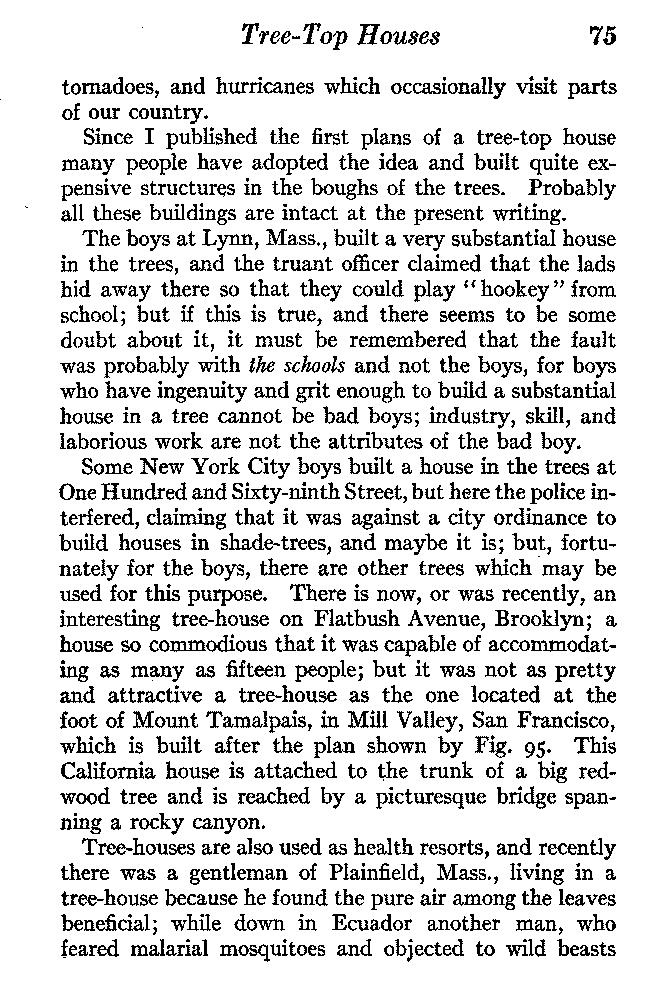 Tree-Top Houses 75
tornadoes, and hurricanes which occasionally visit parts
of our country.
Since I published the first plans of a tree-top house
many people have adopted the idea and built quite ex-
pensive structures in the boughs of the trees. Probably
all these buildings are intact at the present writing.
The boys at Lynn, Mass., built a very substantial house
in the trees, and the truant officer claimed that the lads
hid away there so that they could play "hookey" from
school; but if this is true, and there seems to be some
doubt about it, it must be remembered that the fault
was probably with the schools and not the boys, for boys
who have ingenuity and grit enough to build a substantial
house in a tree cannot be bad boys; industry, skill, and
laborious work are not the attributes of the bad boy.
Some New York City boys built a house in the trees at
One Hundred and Sixty-ninth Street, but here the police in-
terfered, claiming that it was against a city ordinance to
build houses in shade-trees, and maybe it is; but, fortu-
nately for the boys, there are other trees which may be
used for this purpose. There is now, or was recently, an
interesting tree-house on Flatbush Avenue, Brooklyn; a
house so commodious that it was capable of accommodat-
ing as many as fifteen people; but it was not as pretty
and attractive a tree-house as the one located at the
foot of Mount Tamalpais, in Mill Valley, San Francisco,
which is built after the plan shown by Fig. 95. This
California house is attached to the trunk of a big red-
wood tree and is reached by a picturesque bridge span-
ning a rocky canyon.
Tree-houses are also used as health resorts, and recently
there was a gentleman of Plainfield, Mass., living in a
tree-house because he found the pure air among the leaves
beneficial; while down in Ecuador another man, who
feared malarial mosquitoes and objected to wild beasts